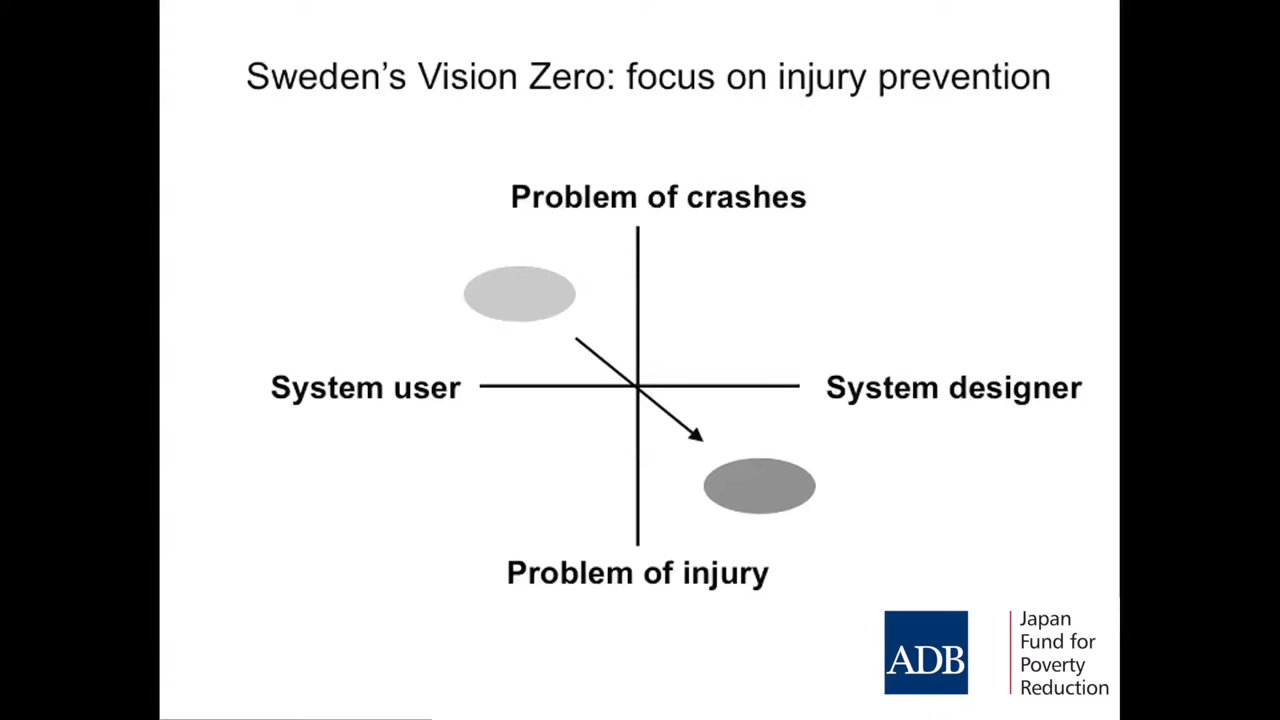 Sweden’s Vision Zero: focus on injury prevention
Problem of crashes
System user
System designer
Problem of injury
ADB
Japan
Fund for
Poverty
Reduction